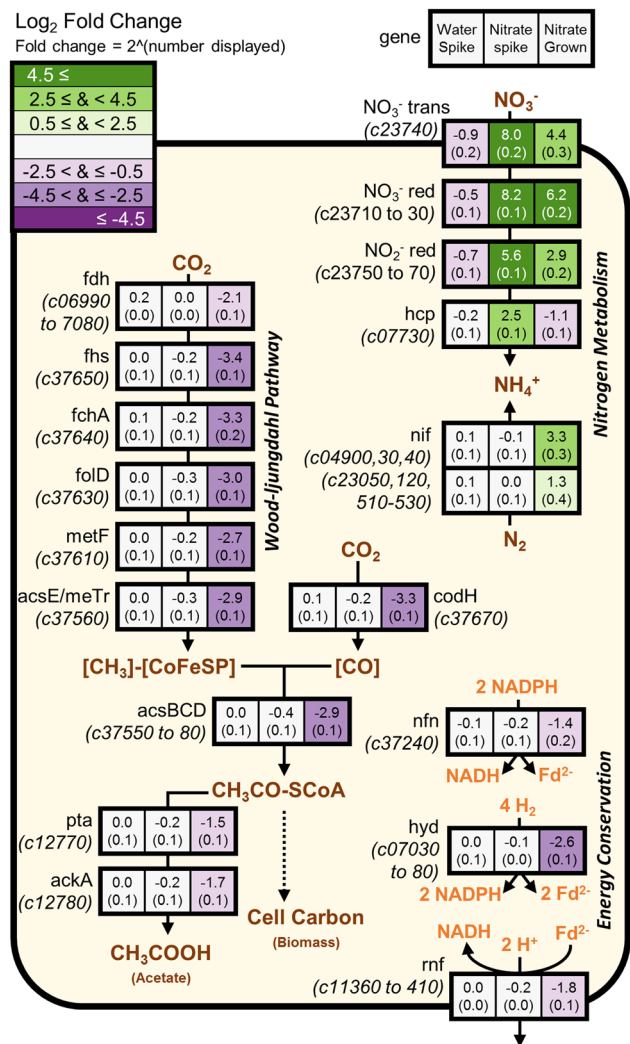 Log₂ Fold Change
Fold change = 2^(number displayed)
4.5 ≤
2.5 ≤ & < 4.5
0.5 ≤ & < 2.5
-2.5 < & ≤ -0.5
-4.5 < & ≤ -2.5
≤ -4.5
gene
Water Spike
Nitrate spike
Nitrate Grown
NO₃⁻
NO₃⁻ trans
(c23740)
-0.9 8.0 4.4
(0.2) (0.2) (0.3)
NO₃⁻ red
(c23710 to 30)
-0.5 8.2 6.2
(0.1) (0.1) (0.2)
NO₂⁻ red
(c23750 to 70)
-0.7 5.6 2.9
(0.1) (0.1) (0.2)
hcp
(c07730)
-0.2 2.5 -1.1
(0.1) (0.1) (0.1)
NH₄⁺
nif
(c04900,30,40)
(c23050,120,
510-530)
0.1 -0.1 3.3
(0.1) (0.1) (0.3)
0.1 0.0 1.3
(0.1) (0.1) (0.4)
N₂
Nitrogen Metabolism
CO₂
fdh
(c06990
to 7080)
0.2 0.0 -2.1
(0.0) (0.0) (0.1)
fhs
(c37650)
0.0 -0.2 -3.4
(0.1) (0.1) (0.1)
fchA
(c37640)
0.1 -0.2 -3.3
(0.1) (0.1) (0.2)
folD
(c37630)
0.0 -0.3 -3.0
(0.1) (0.1) (0.1)
metF
(c37610)
0.0 -0.2 -2.7
(0.1) (0.1) (0.1)
acsE/meTr
(c37560)
0.0 -0.3 -2.9
(0.1) (0.1) (0.1)
Wood-ljungdahl Pathway
CO₂
0.1 -0.2 -3.3
(0.1) (0.1) (0.1)
codH
(c37670)
[CH₃]-[CoFeSP]
[CO]
acsBCD
(c37550 to 80)
0.0 -0.4 -2.9
(0.1) (0.1) (0.1)
CH₃CO-SCoA
pta
(c12770)
0.0 -0.2 -1.5
(0.1) (0.1) (0.1)
ackA
(c12780)
0.0 -0.2 -1.7
(0.1) (0.1) (0.1)
CH₃COOH
(Acetate)
Cell Carbon
(Biomass)
2 NADPH
nfn
(c37240)
-0.1 -0.2 -1.4
(0.1) (0.1) (0.2)
NADH Fd²⁻
4 H₂
hyd
(c07030
to 80)
0.0 -0.1 -2.6
(0.1) (0.0) (0.1)
2 NADPH 2 Fd²⁻
NADH 2 H⁺ Fd²⁻
rnf
(c11360 to 410)
0.0 -0.2 -1.8
(0.0) (0.0) (0.1)
Energy Conservation